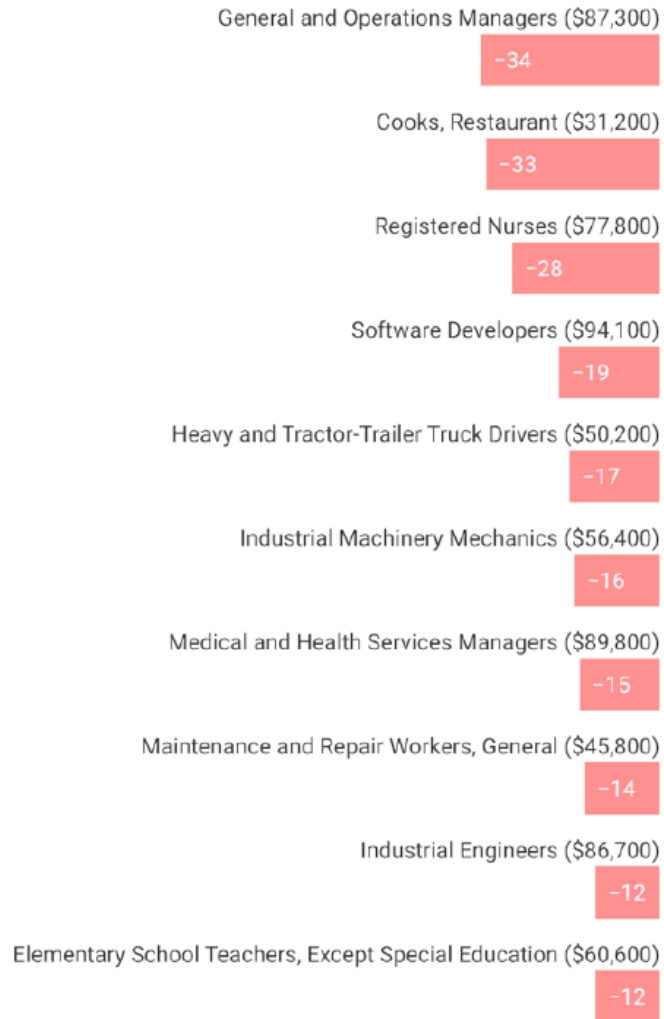 General and Operations Managers ($87,300)
−34
Cooks, Restaurant ($31,200)
−33
Registered Nurses ($77,800)
−28
Software Developers ($94,100)
−19
Heavy and Tractor-Trailer Truck Drivers ($50,200)
−17
Industrial Machinery Mechanics ($56,400)
−16
Medical and Health Services Managers ($89,800)
−15
Maintenance and Repair Workers, General ($45,800)
−14
Industrial Engineers ($86,700)
−12
Elementary School Teachers, Except Special Education ($60,600)
−12